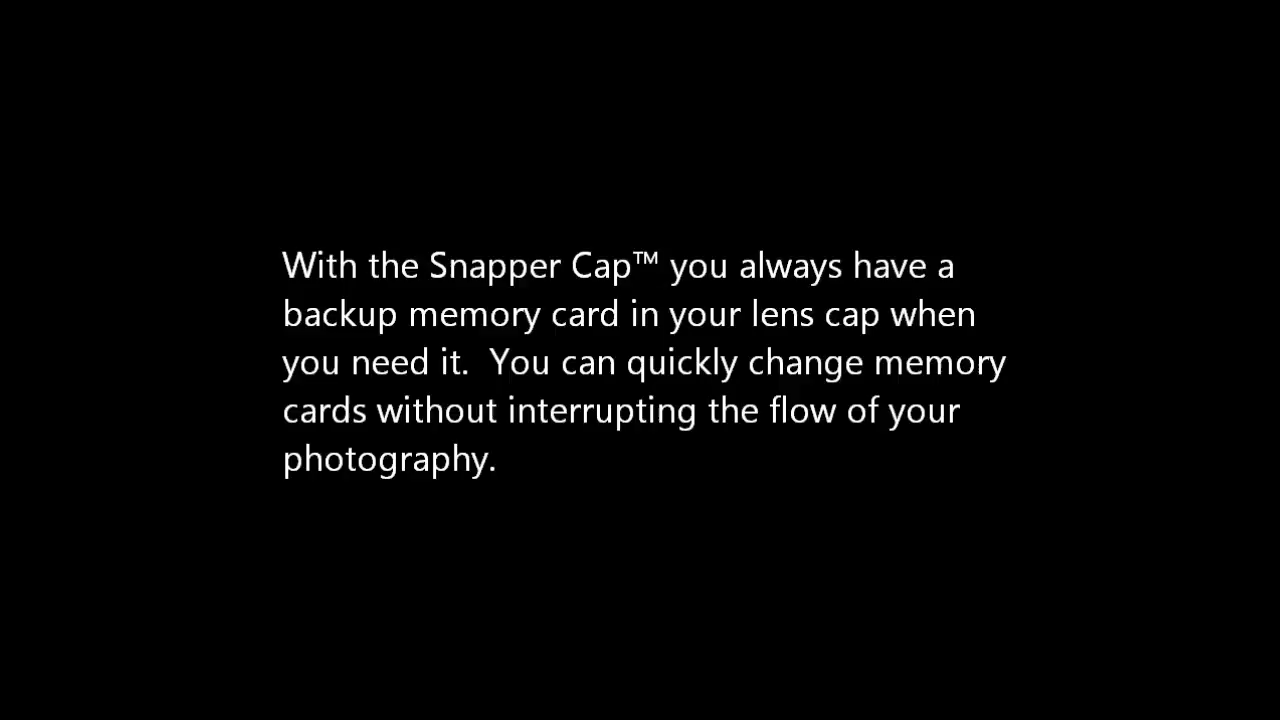 With the Snapper Cap™ you always have a
backup memory card in your lens cap when
you need it.  You can quickly change memory
cards without interrupting the flow of your
photography.